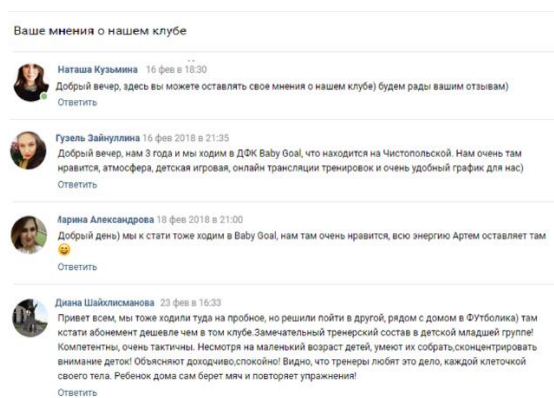 Ваше мнения о нашем клубе
Наташа Кузьмина 16 фев в 18:30
Добрый вечер, здесь вы можете оставлять свое мнения о нашем клубе) будем рады вашим отзывам)
Ответить
Гузель Зайнуллина 16 фев 2018 в 21:35
Добрый вечер, нам 3 года и мы ходим в ДФК Baby Goal, что находится на Чистопольской. Нам очень там
нравится, атмосфера, детская игровая, онлайн трансляции тренировок и очень удобный график для нас)
Ответить
Марина Александрова 18 фев 2018 в 21:00
Добрый день) мы к стати тоже ходим в Baby Goal, нам там очень нравится, всю энергию Артем оставляет там
Ответить
Диана Шайхлисманова 23 фев в 16:33
Привет всем, мы тоже ходили туда на пробное, но решили пойти в другой, рядом с домом в ФУтболика) там
кстати абонемент дешевле чем в том клубе.Замечательный тренерский состав в детской младшей группе!
Компетентны, очень тактичны. Несмотря на маленький возраст детей, умеют их собрать,сконцентрировать
внимание деток! Объясняют доходчиво,спокойно! Видно, что тренеры любят это дело, каждой клеточкой
своего тела. Ребенок дома сам берет мяч и повторяет упражнения!
Ответить